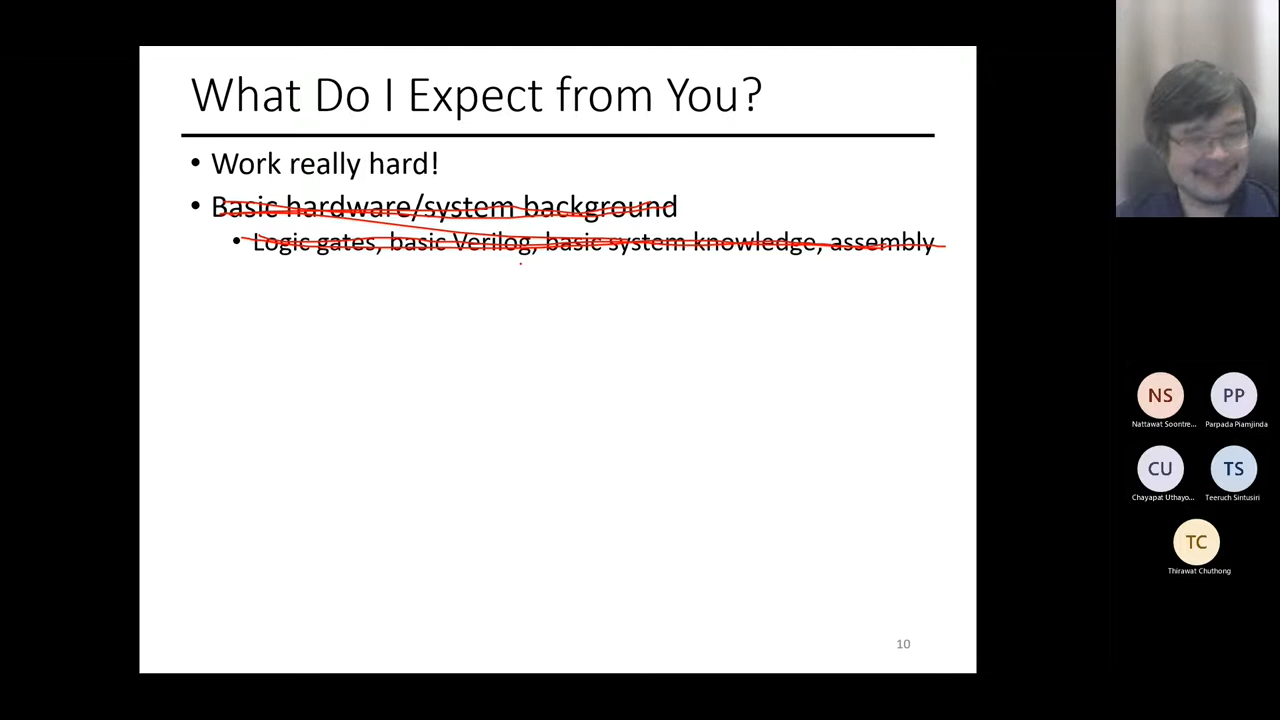 What Do I Expect from You?
• Work really hard!
• Basic hardware/system background
• Logic gates, basic Verilog, basic system knowledge, assembly
10
NS
PP
Nattawat Soontre...
Parpada Piamjinda
CU
TS
Chayapat Uthayo...
Teeruch Sintusiri
TC
Thirawat Chuthong